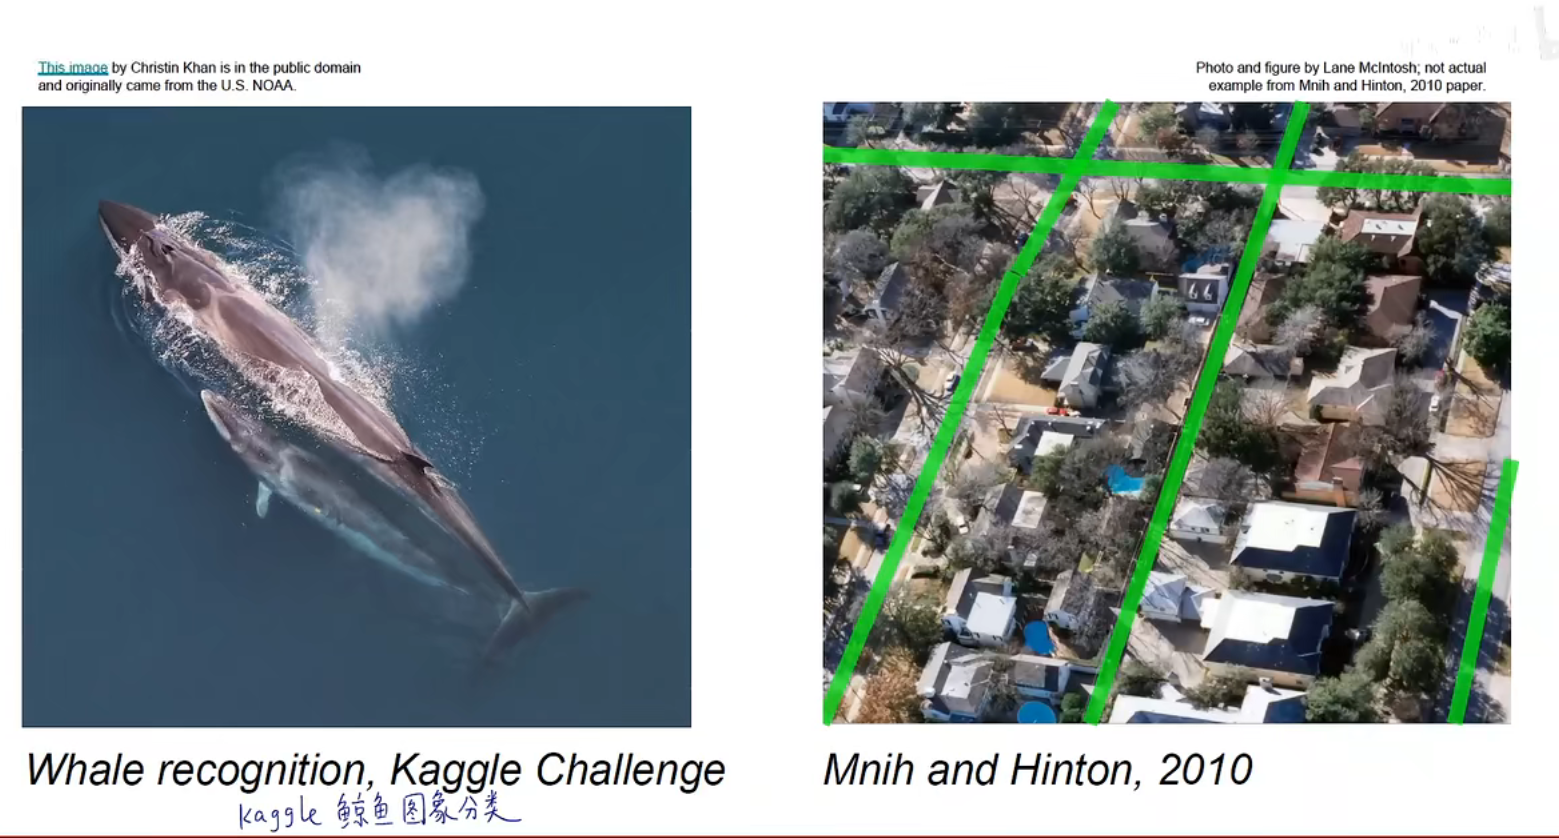 This image by Christin Khan is in the public domain
and originally came from the U.S. NOAA.
Photo and figure by Lane McIntosh; not actual
example from Mnih and Hinton, 2010 paper.
Whale recognition, Kaggle Challenge
Mnih and Hinton, 2010
kaggle 鲸鱼图象分类